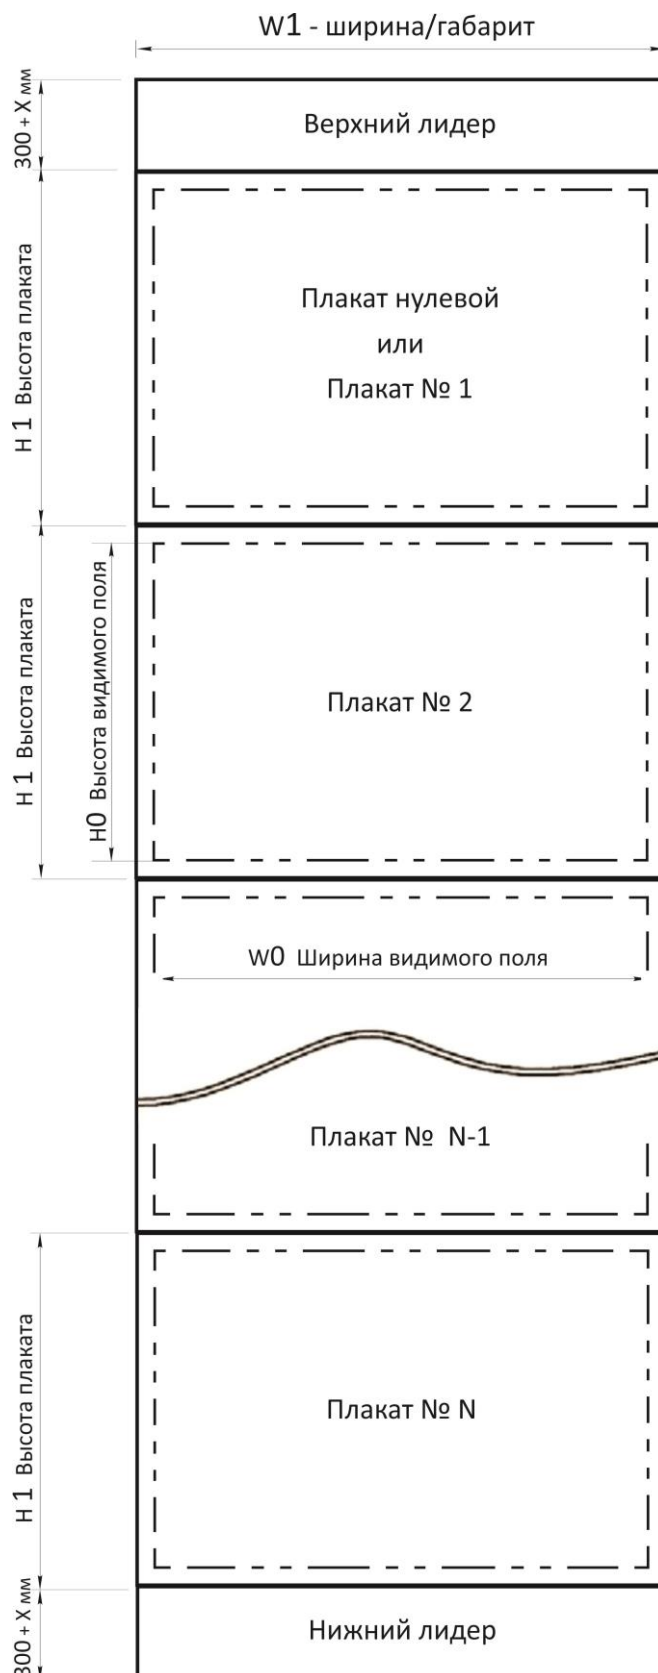 W1 - ширина/габарит
300 + X мм
Верхний лидер
H 1 Высота плаката
Плакат нулевой
или
Плакат № 1
H 1 Высота плаката
H0 Высота видимого поля
Плакат № 2
W0 Ширина видимого поля
Плакат № N-1
H 1 Высота плаката
Плакат № N
300 + X мм
Нижний лидер